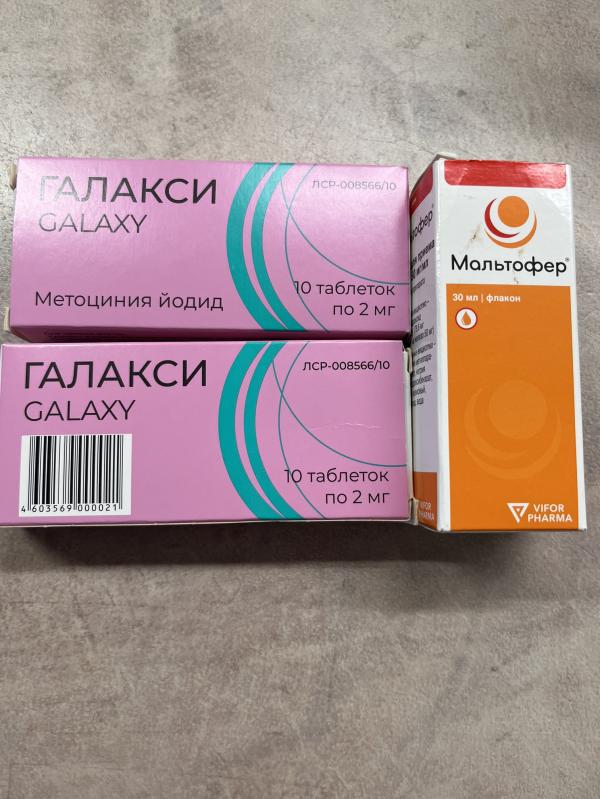 ГАЛАКСИ
GALAXY
ЛСР-008566/10
Метоциния йодид
10 таблеток
по 2 мг
ГАЛАКСИ
GALAXY
ЛСР-008566/10
4 603569 000021
10 таблеток
по 2 мг
Мальтофер®
30 мл | флакон
VIFOR
PHARMA